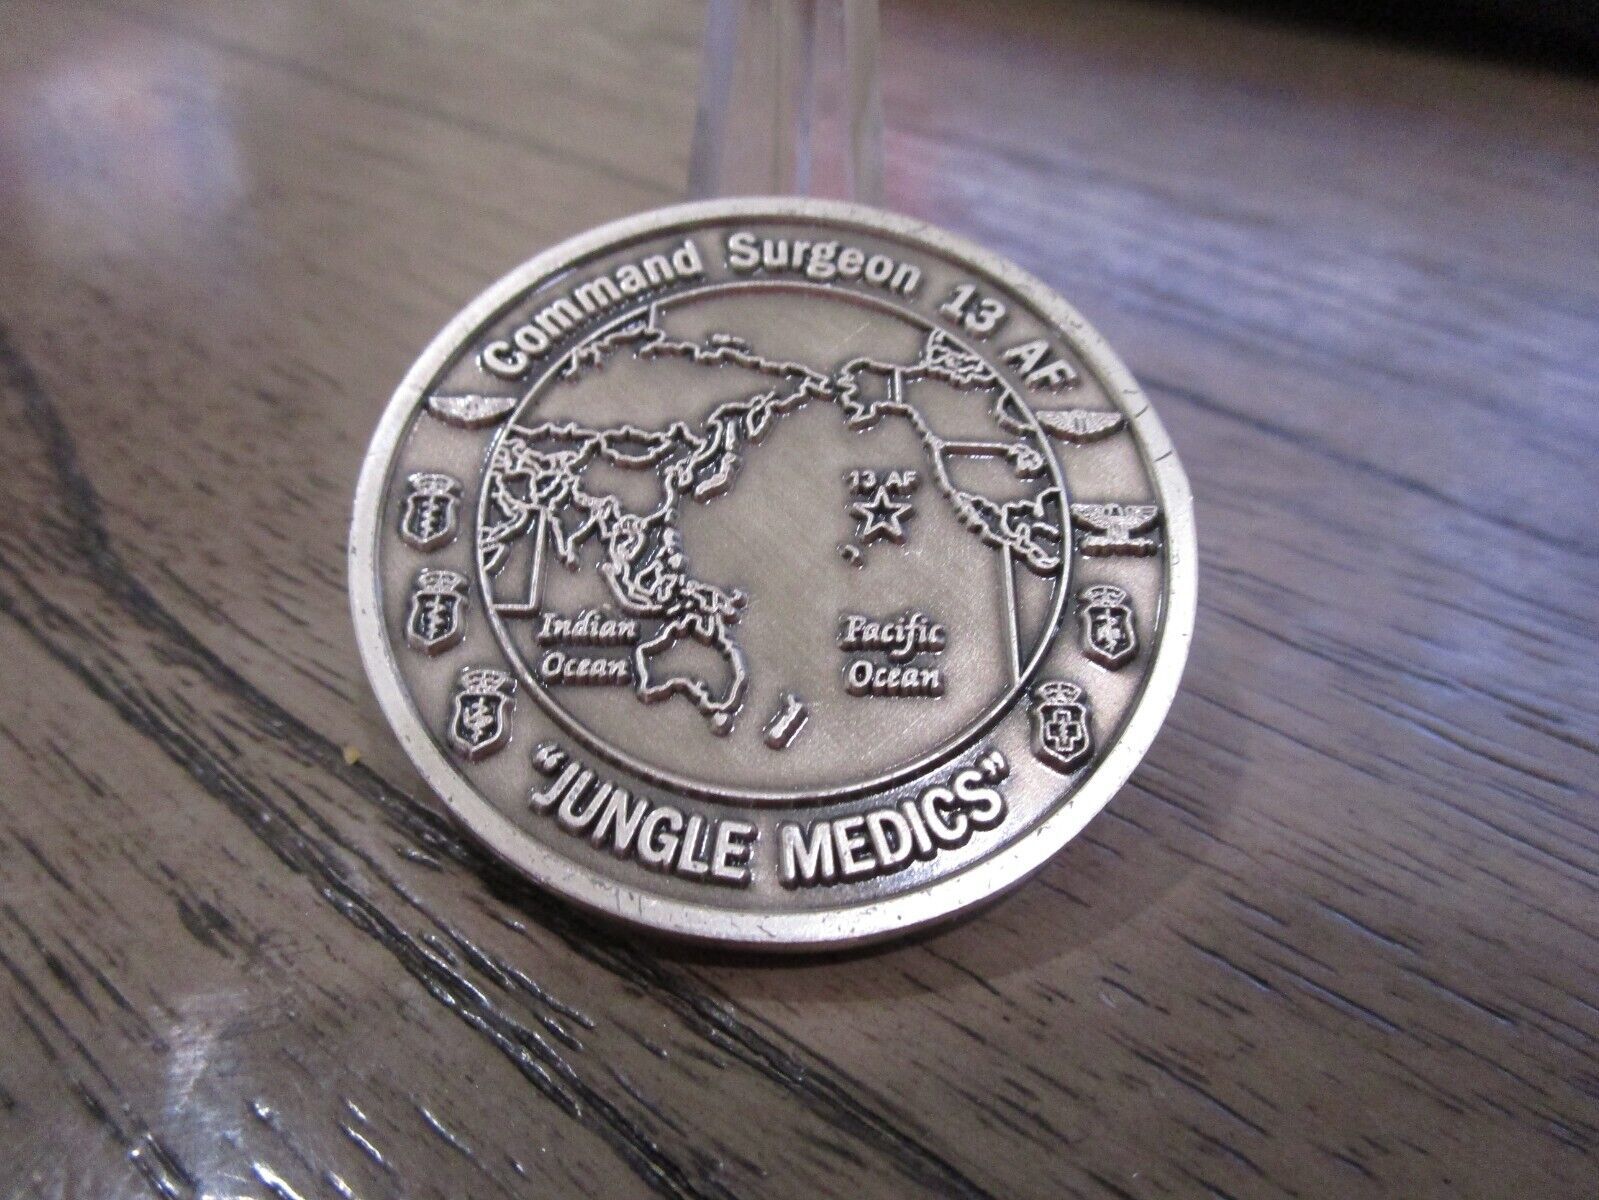 Command Surgeon 13 AF
13 AF
Indian
Ocean
Pacific
Ocean
"JUNGLE MEDICS"